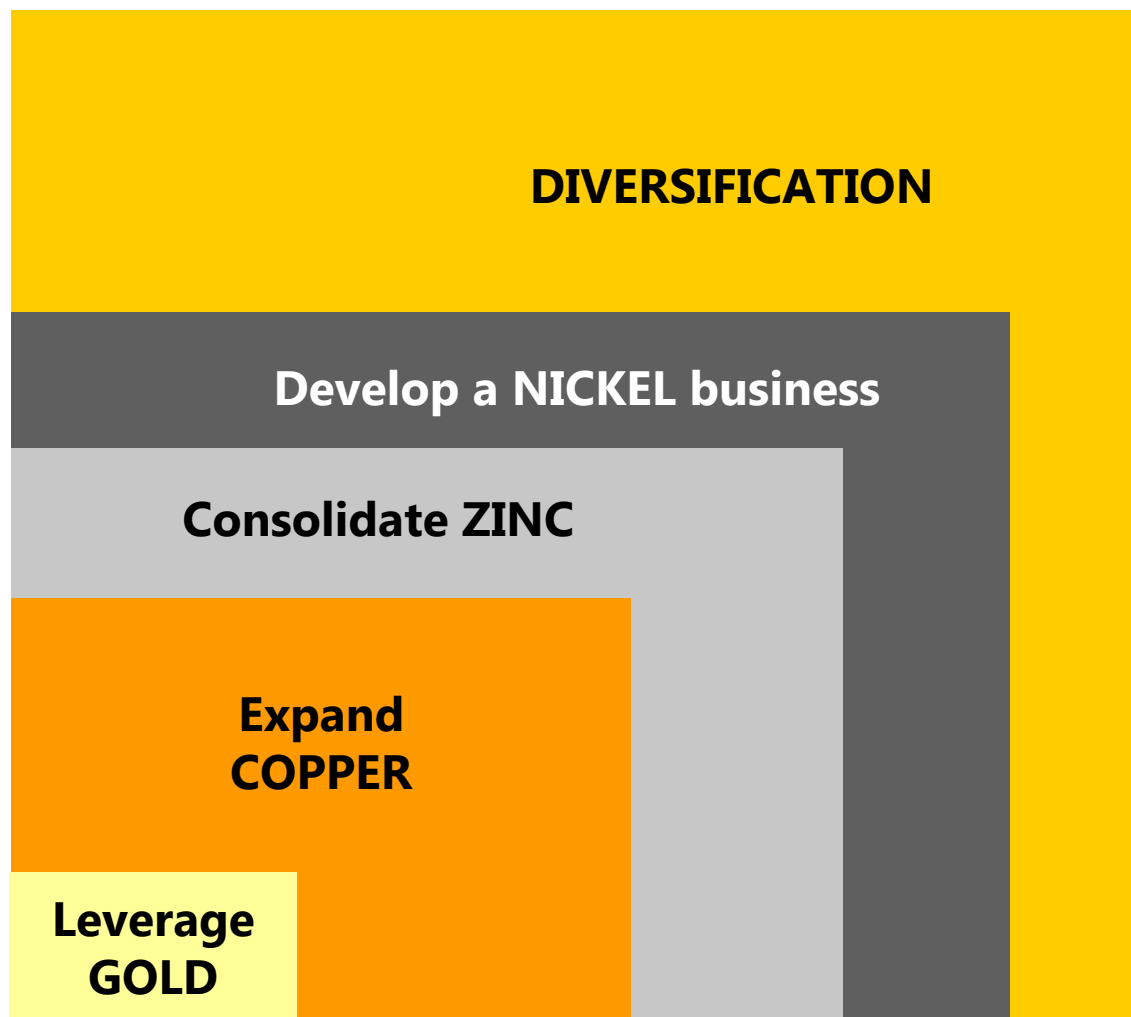 DIVERSIFICATION
Develop a NICKEL business
Consolidate ZINC
Expand
COPPER
Leverage
GOLD